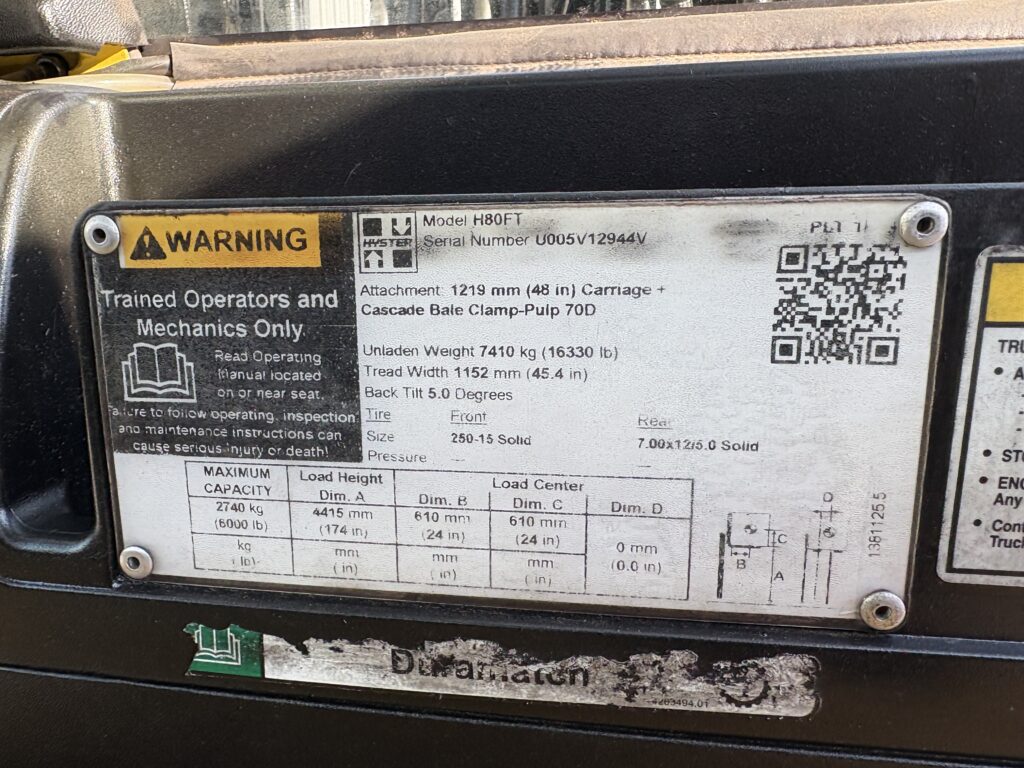 WARNING
Trained Operators and
Mechanics Only.
Read Operating
Manual located
on or near seat.
Failure to follow operating, inspection
and maintenance instructions can
cause serious injury or death!
HYSTER
Model H80FT
Serial Number U005V12944V
Attachment: 1219 mm (48 in) Carriage +
Cascade Bale Clamp-Pulp 70D
Unladen Weight 7410 kg (16330 lb)
Tread Width 1152 mm (45.4 in)
Back Tilt 5.0 Degrees
Tire Front Rear
Size 250-15 Solid 7.00x12/5.0 Solid
Pressure
MAXIMUM CAPACITY Load Height Dim. A Load Center
Dim. B Dim. C Dim. D
2740 kg 4415 mm 610 mm 610 mm 0 mm
(6000 lb) (174 in) (24 in) (24 in) (0.0 in)
kg mm mm mm
( lb) ( in) ( in) ( in)
D
C
B
A
13811255
Duramatch
4263494.01
TRU
• A
• STO
• ENG
Any
• Cont
Truck